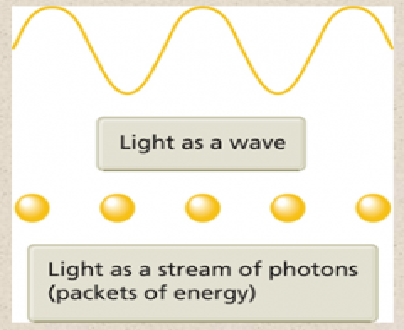 Light as a wave
Light as a stream of photons
(packets of energy)